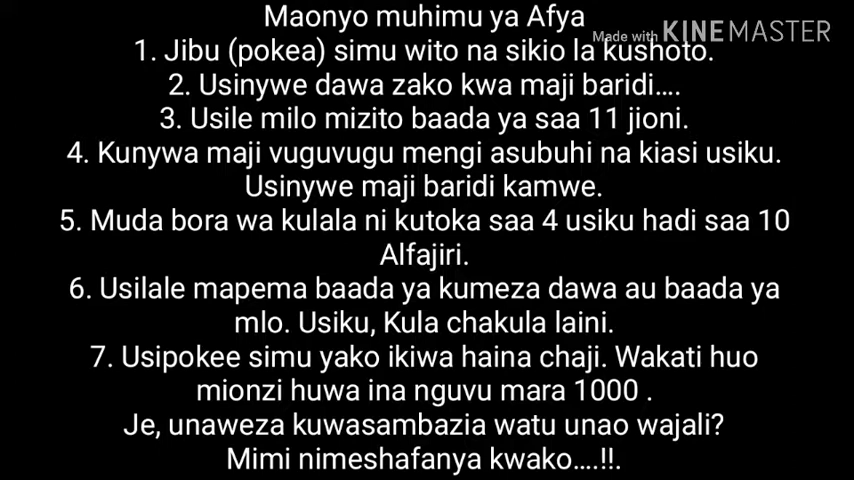 Maonyo muhimu ya Afya
Made with KINEMASTER
1. Jibu (pokea) simu wito na sikio la kushoto.
2. Usinywe dawa zako kwa maji baridi....
3. Usile milo mizito baada ya saa 11 jioni.
4. Kunywa maji vuguvugu mengi asubuhi na kiasi usiku.
Usinywe maji baridi kamwe.
5. Muda bora wa kulala ni kutoka saa 4 usiku hadi saa 10
Alfajiri.
6. Usilale mapema baada ya kumeza dawa au baada ya
mlo. Usiku, Kula chakula laini.
7. Usipokee simu yako ikiwa haina chaji. Wakati huo
mionzi huwa ina nguvu mara 1000 .
Je, unaweza kuwasambazia watu unao wajali?
Mimi nimeshafanya kwako....!!.